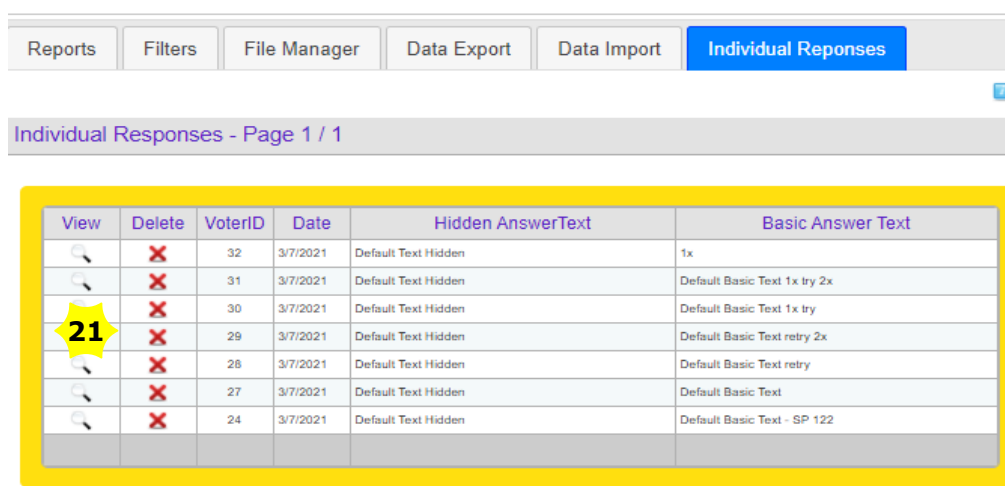 Reports Filters File Manager Data Export Data Import Individual Reponses
Individual Responses - Page 1 / 1
View Delete VoterID Date Hidden AnswerText Basic Answer Text
32 3/7/2021 Default Text Hidden 1x
31 3/7/2021 Default Text Hidden Default Basic Text 1x try 2x
30 3/7/2021 Default Text Hidden Default Basic Text 1x try
21
29 3/7/2021 Default Text Hidden Default Basic Text retry 2x
28 3/7/2021 Default Text Hidden Default Basic Text retry
27 3/7/2021 Default Text Hidden Default Basic Text
24 3/7/2021 Default Text Hidden Default Basic Text - SP 122